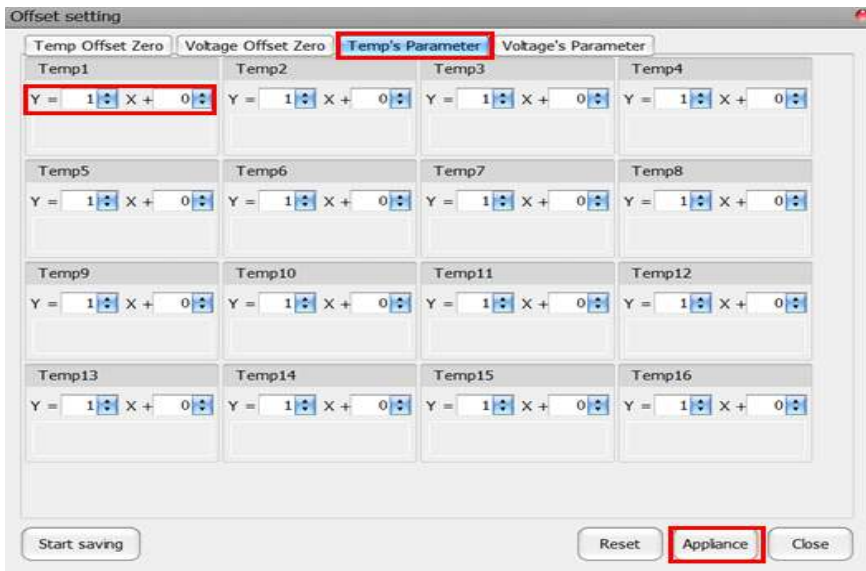 Offset setting
Temp Offset Zero Voltage Offset Zero Temp's Parameter Voltage's Parameter
Temp1 Temp2 Temp3 Temp4
Y = 1 X + 0 Y = 1 X + 0 Y = 1 X + 0 Y = 1 X + 0
Temp5 Temp6 Temp7 Temp8
Y = 1 X + 0 Y = 1 X + 0 Y = 1 X + 0 Y = 1 X + 0
Temp9 Temp10 Temp11 Temp12
Y = 1 X + 0 Y = 1 X + 0 Y = 1 X + 0 Y = 1 X + 0
Temp13 Temp14 Temp15 Temp16
Y = 1 X + 0 Y = 1 X + 0 Y = 1 X + 0 Y = 1 X + 0
Start saving Reset Appliance Close